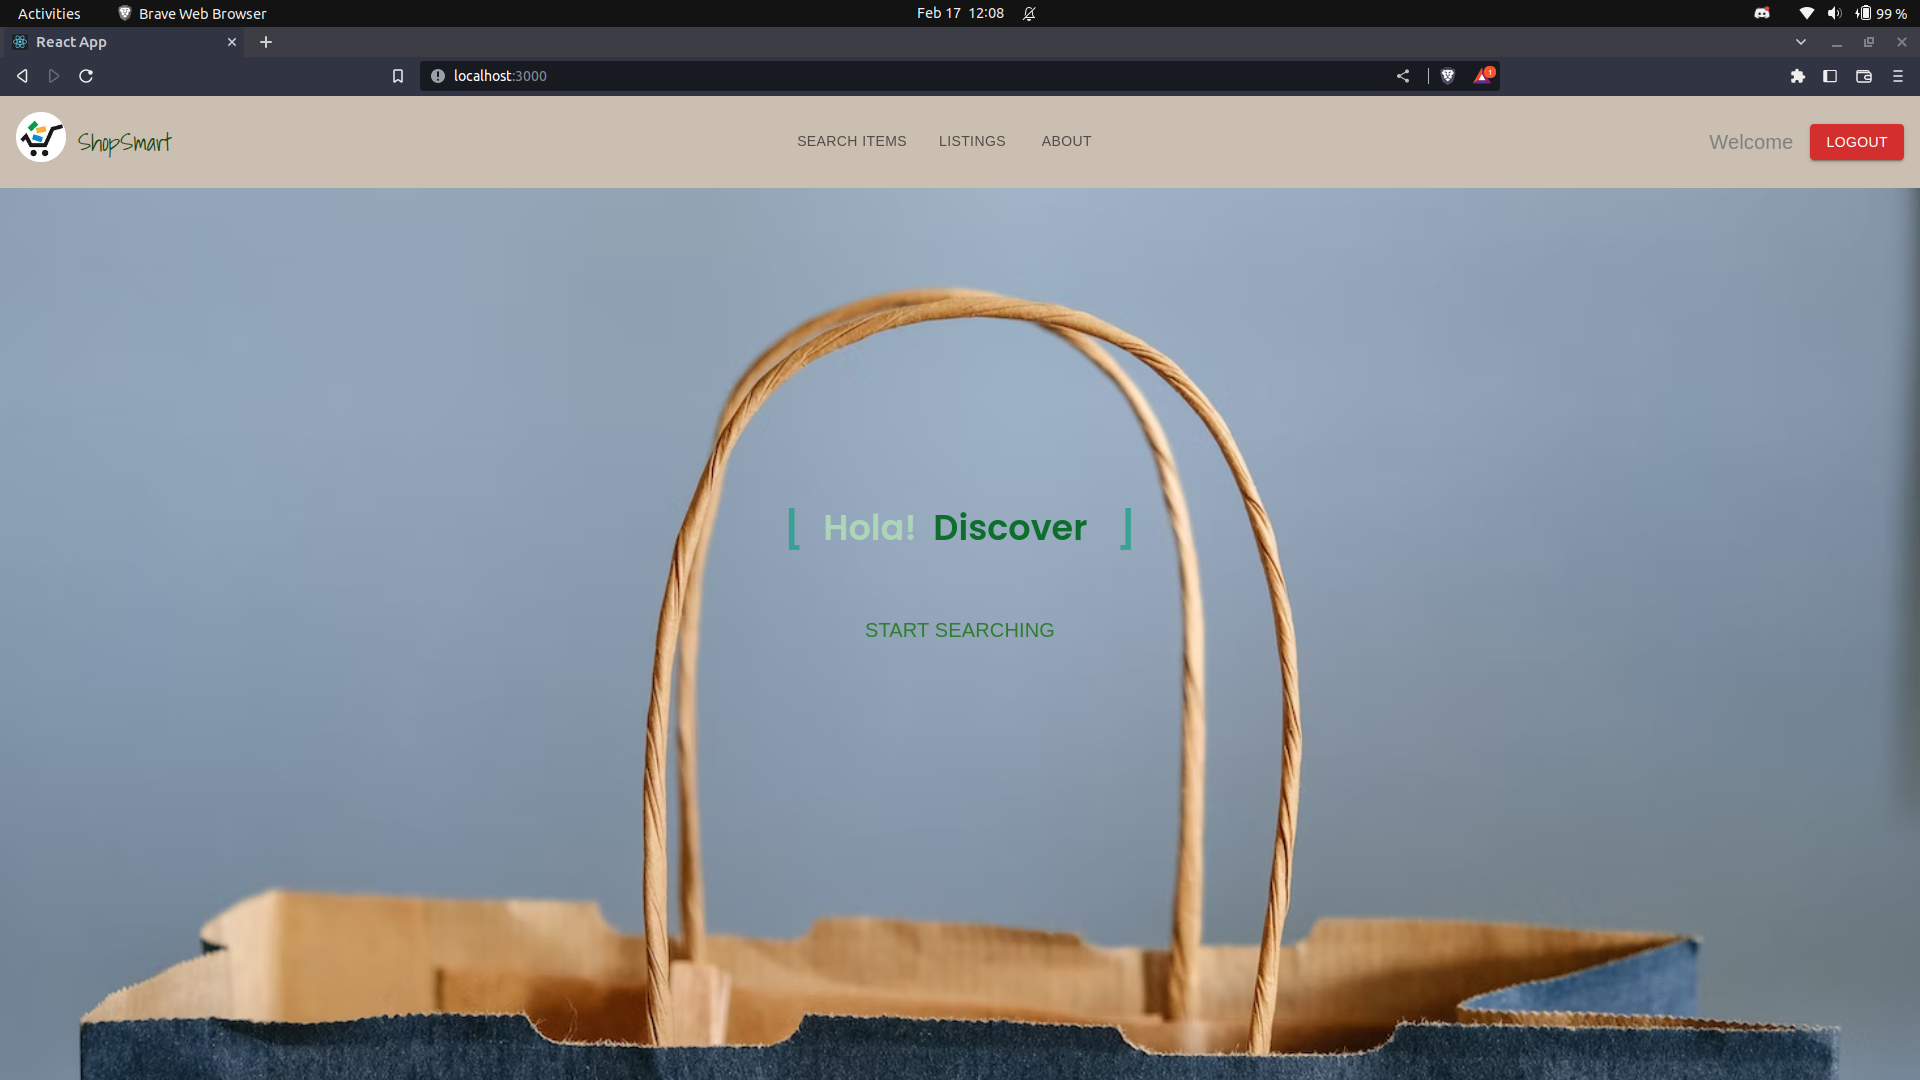 Activities Brave Web Browser Feb 17 12:08 99 %
React App
localhost:3000 1
ShopSmart SEARCH ITEMS LISTINGS ABOUT Welcome LOGOUT
[ Hola! Discover ]
START SEARCHING